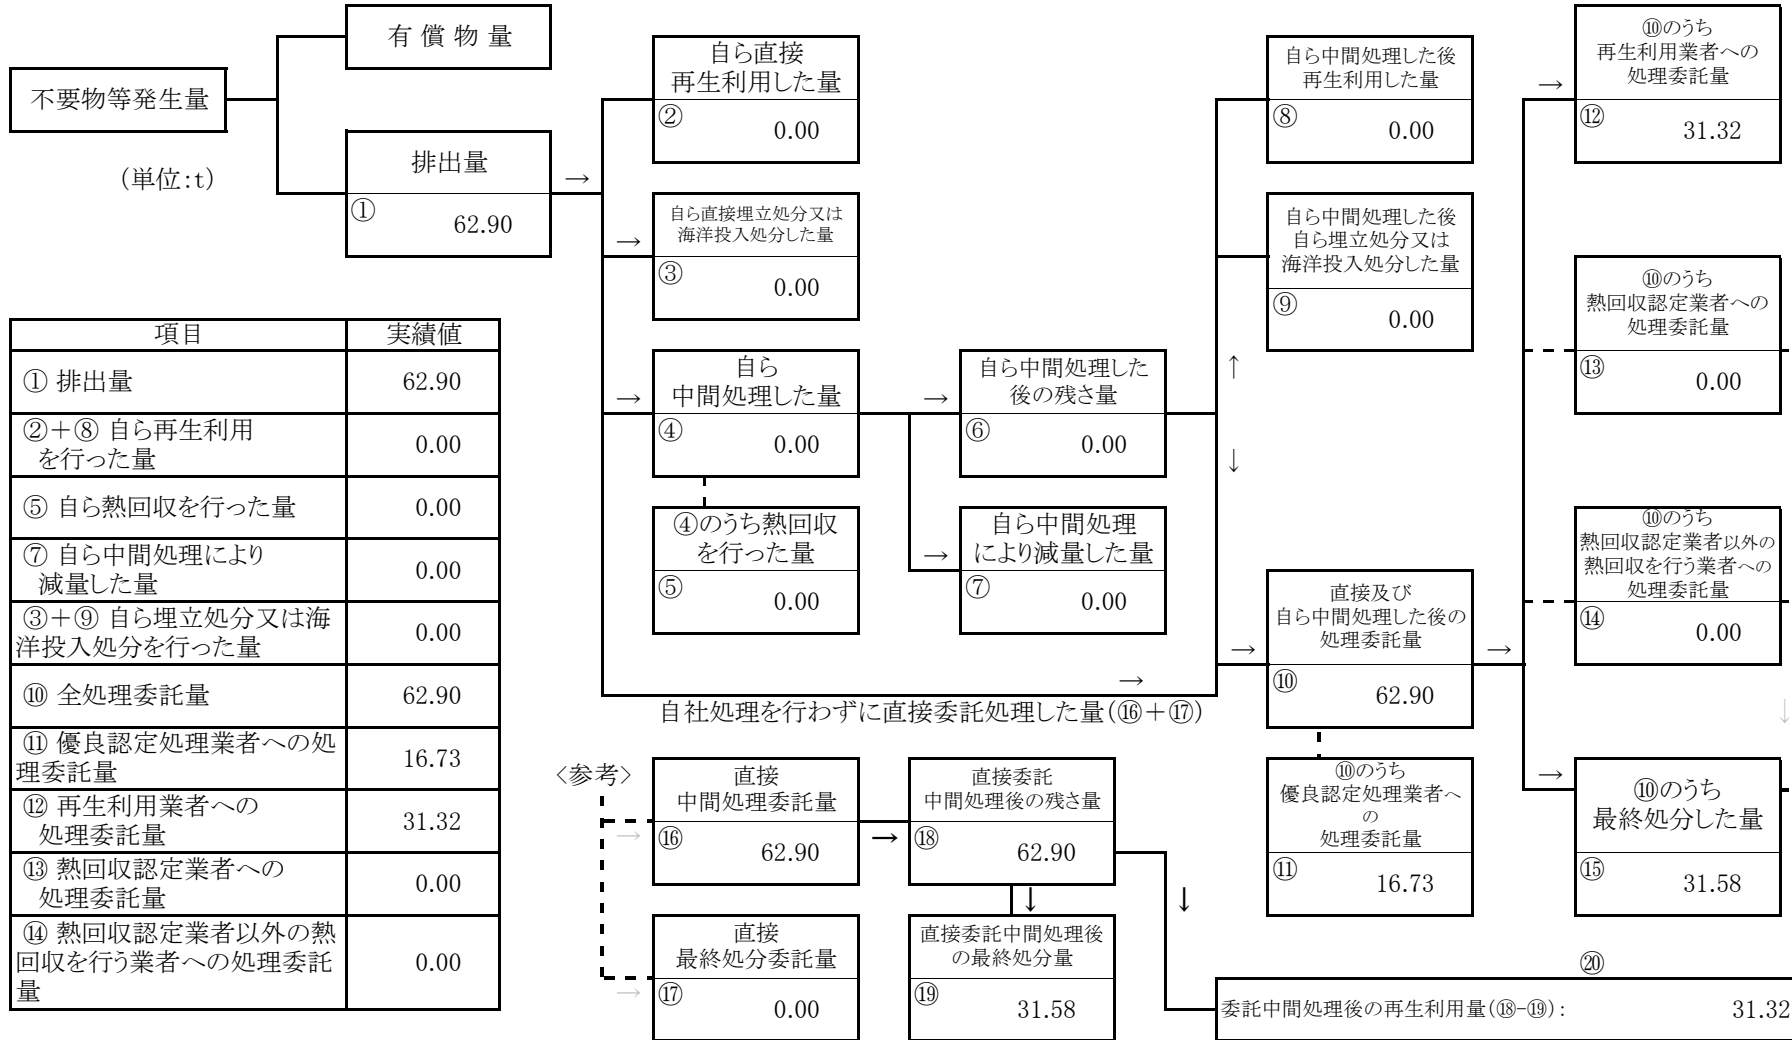 不要物等発生量
(単位:t)
有償物量
排出量
①
62.90
→
自ら直接
再生利用した量
②
0.00
→
自ら直接埋立処分又は
海洋投入処分した量
③
0.00
→
自ら
中間処理した量
④
0.00
④のうち熱回収
を行った量
⑤
0.00
→
自ら中間処理した
後の残さ量
⑥
0.00
→
自ら中間処理
により減量した量
⑦
0.00
→
自社処理を行わずに直接委託処理した量(⑯+⑰)
↑
↓
自ら中間処理した後
再生利用した量
⑧
0.00
自ら中間処理した後
自ら埋立処分又は
海洋投入処分した量
⑨
0.00
→
直接及び
自ら中間処理した後の
処理委託量
⑩
62.90
⑩のうち
優良認定処理業者へ
の
処理委託量
⑪
16.73
→
→
⑩のうち
再生利用業者への
処理委託量
⑫
31.32
⑩のうち
熱回収認定業者への
処理委託量
⑬
0.00
⑩のうち
熱回収認定業者以外の
熱回収を行う業者への
処理委託量
⑭
0.00
↓
→
⑩のうち
最終処分した量
⑮
31.58
項目 実績値
① 排出量 62.90
②+⑧ 自ら再生利用
を行った量 0.00
⑤ 自ら熱回収を行った量 0.00
⑦ 自ら中間処理により
減量した量 0.00
③+⑨ 自ら埋立処分又は海
洋投入処分を行った量 0.00
⑩ 全処理委託量 62.90
⑪ 優良認定処理業者への処
理委託量 16.73
⑫ 再生利用業者への
処理委託量 31.32
⑬ 熱回収認定業者への
処理委託量 0.00
⑭ 熱回収認定業者以外の熱
回収を行う業者への処理委託
量 0.00
〈参考〉
→
直接
中間処理委託量
⑯
62.90
→
直接委託
中間処理後の残さ量
⑱
62.90
↓
↓
→
直接
最終処分委託量
⑰
0.00
直接委託中間処理後
の最終処分量
⑲
31.58
⑳
委託中間処理後の再生利用量(⑱-⑲): 31.32